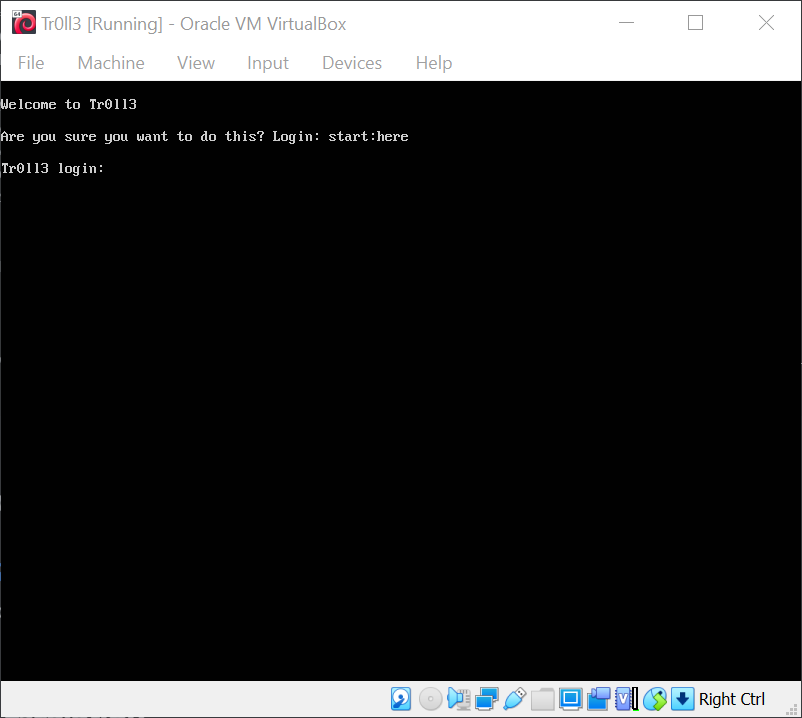 Tr0ll3 [Running] - Oracle VM VirtualBox
File Machine View Input Devices Help
Welcome to Tr0ll3
Are you sure you want to do this? Login: start:here
Tr0ll3 login:
Right Ctrl